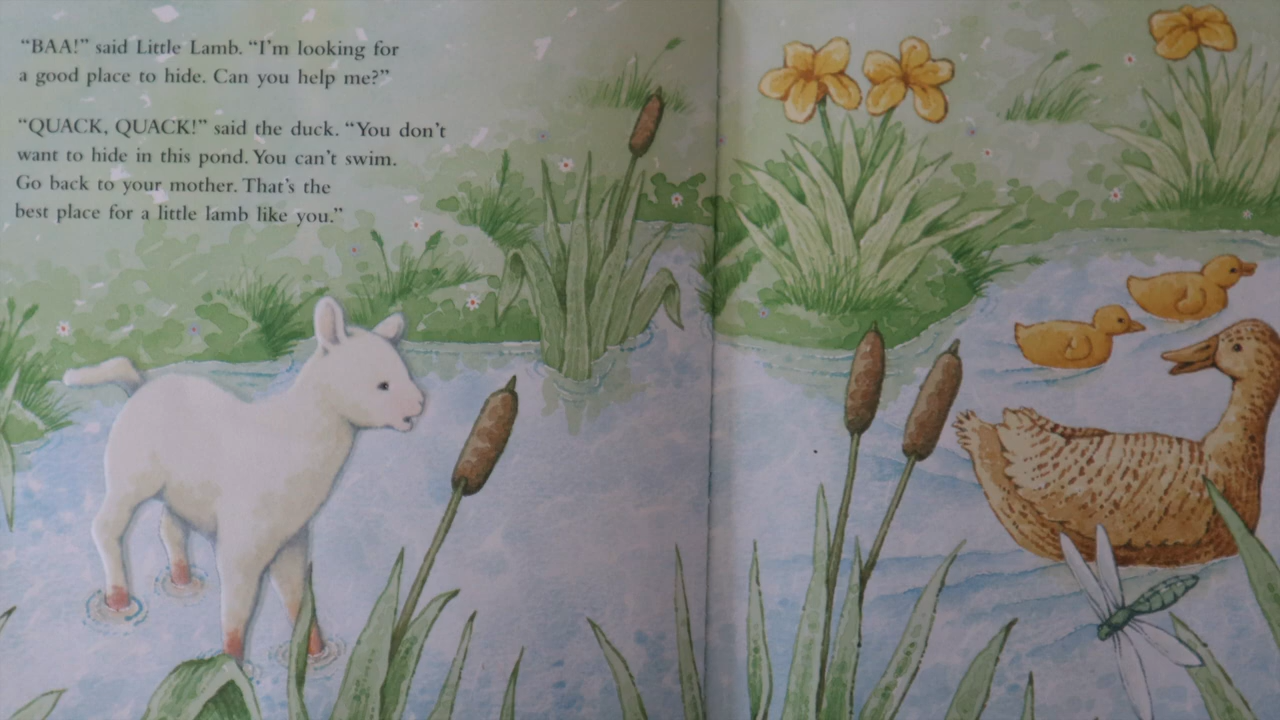 “BAA!” said Little Lamb. “I'm looking for
a good place to hide. Can you help me?”
“QUACK, QUACK!” said the duck. “You don't
want to hide in this pond. You can't swim.
Go back to your mother. That's the
best place for a little lamb like you.”